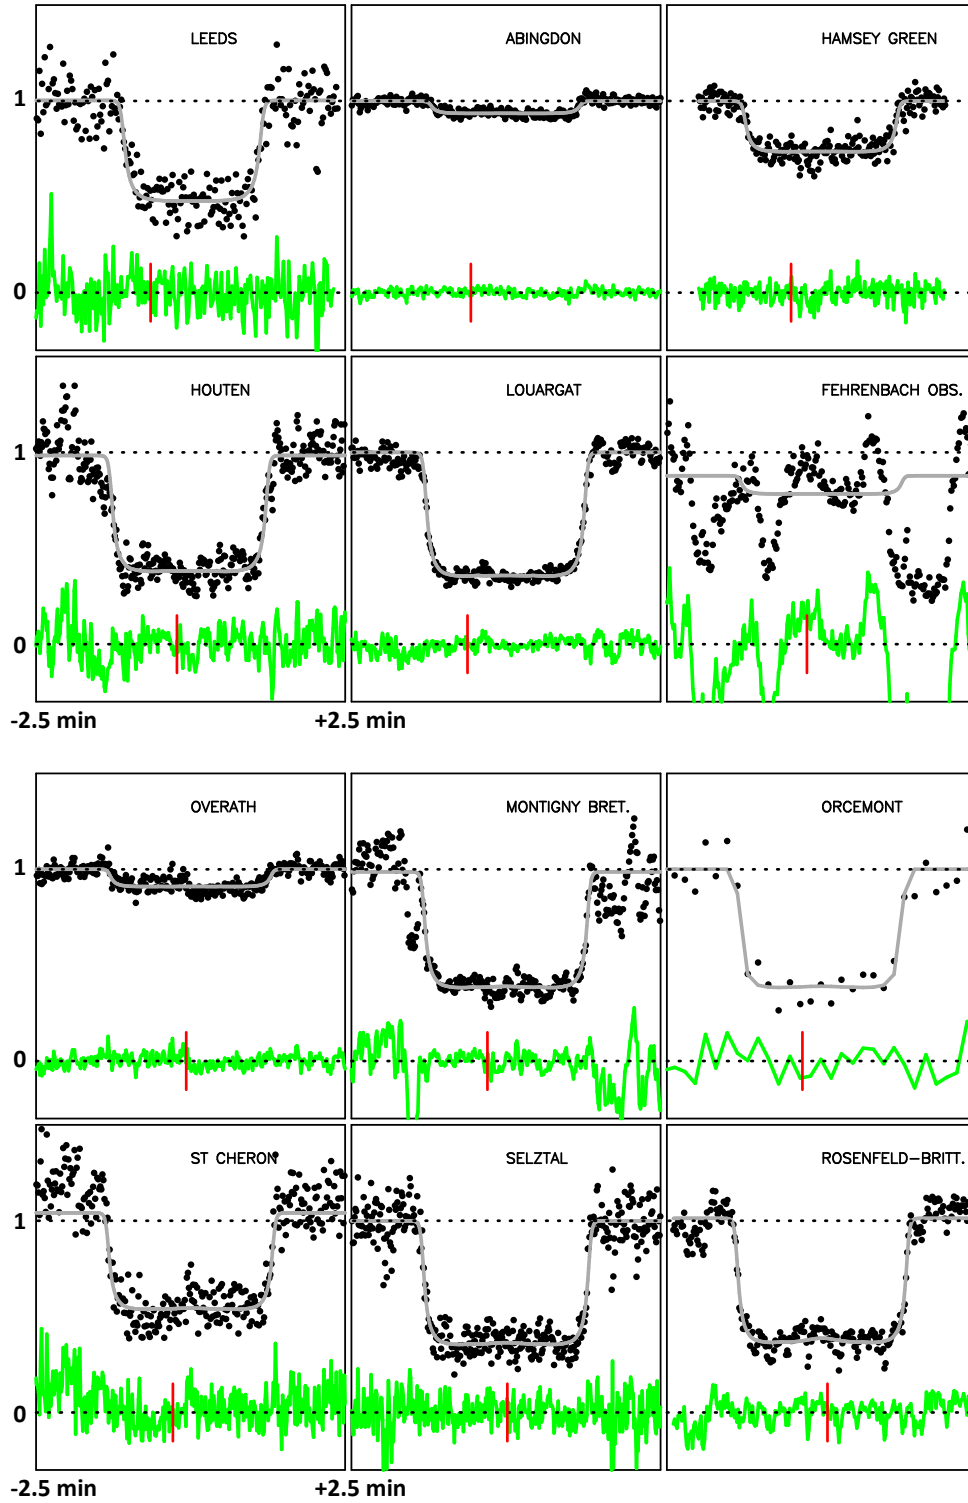 LEEDS ABINGDON HAMSEY GREEN
1
0
HOUTEN LOUARGAT FEHRENBACH OBS.
1
0
-2.5 min +2.5 min
OVERATH MONTIGNY BRET. ORCEMONT
1
0
ST CHERON SELZTAL ROSENFELD-BRITT.
1
0
-2.5 min +2.5 min